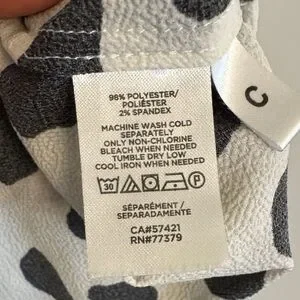 98% POLYESTER/
POLIÉSTER
2% SPANDEX
MACHINE WASH COLD
SEPARATELY
ONLY NON-CHLORINE
BLEACH WHEN NEEDED
TUMBLE DRY LOW
COOL IRON WHEN NEEDED
30
SÉPARÉMENT /
SEPARADAMENTE
CA#57421
RN#77379
C